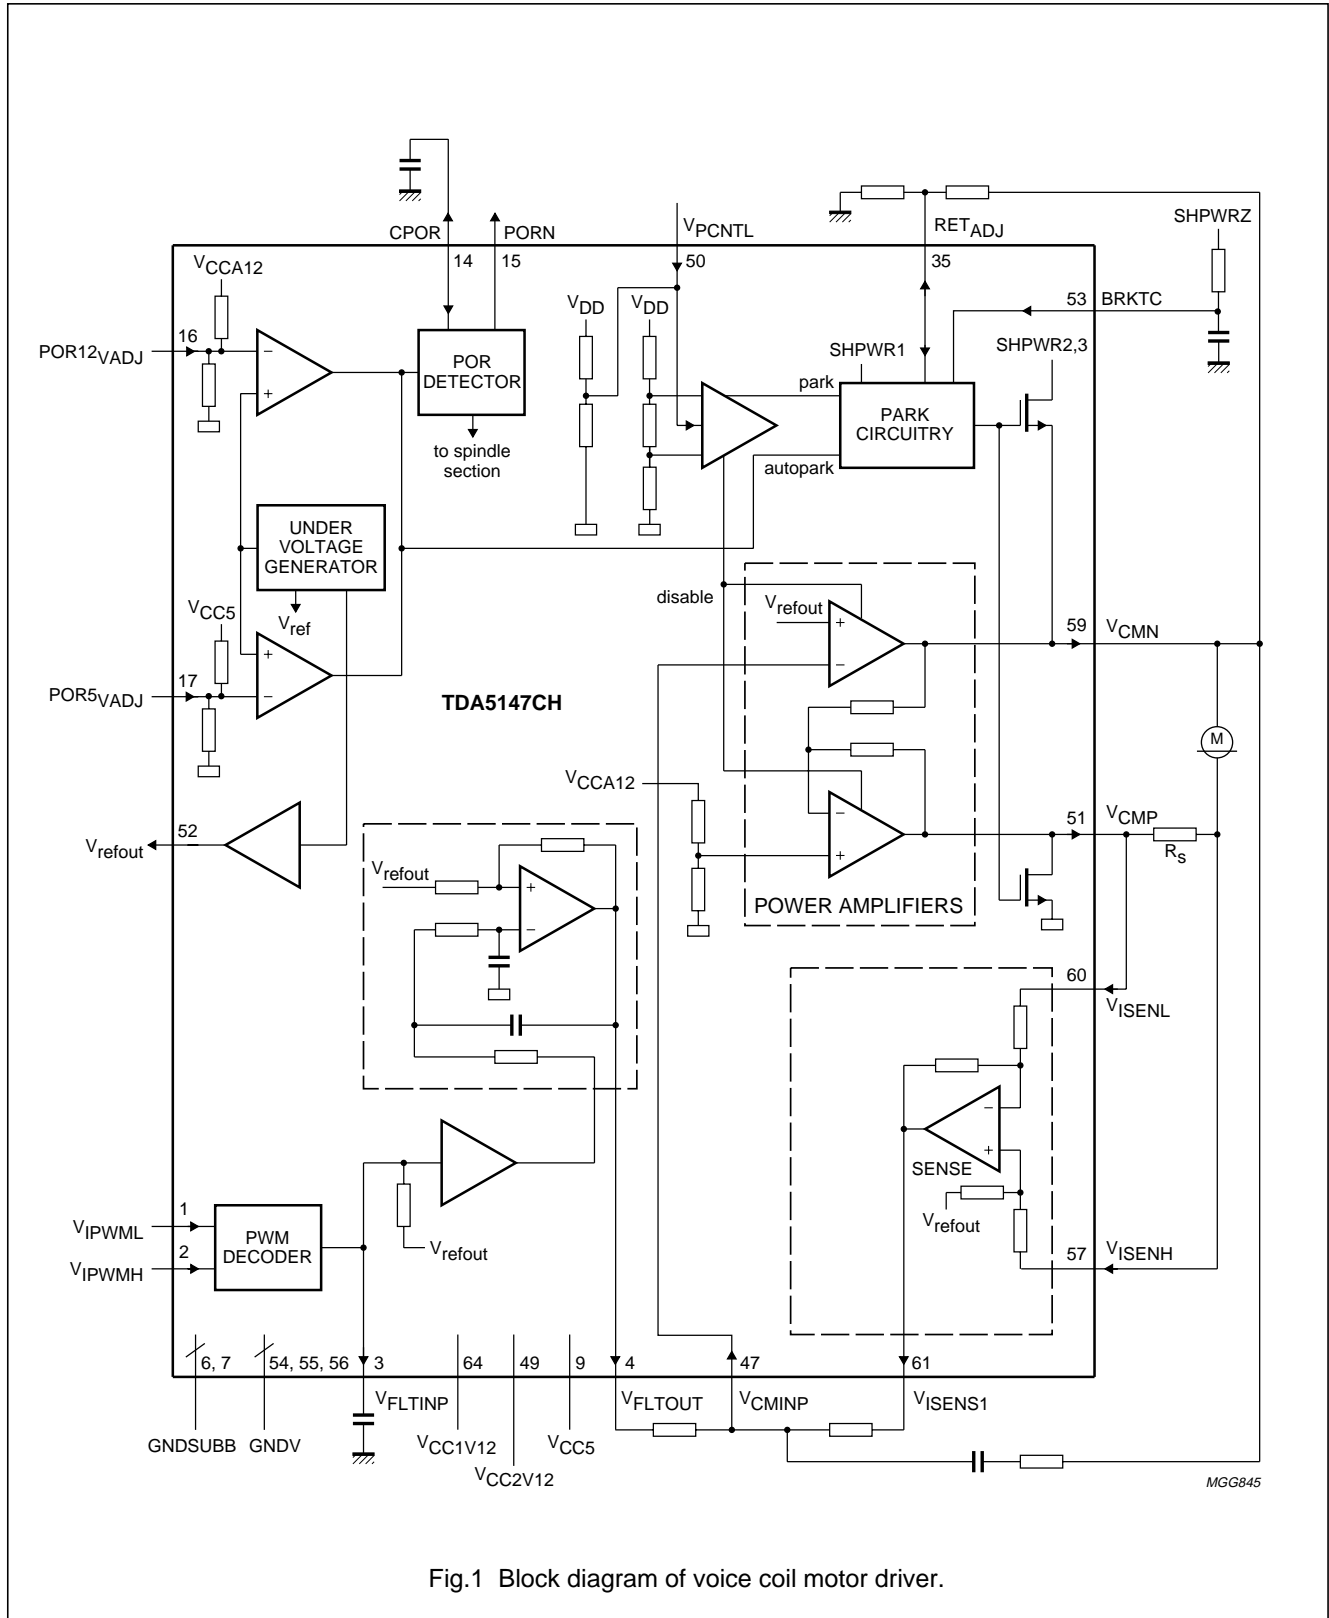 CPOR
PORN
14
15
VPCNTL
50
RETADJ
35
SHPWRZ
53
BRKTC
VCCA12
16
POR12VADJ
−
+
POR
DETECTOR
to spindle
section
VDD
VDD
SHPWR1
SHPWR2,3
park
PARK
CIRCUITRY
autopark
UNDER
VOLTAGE
GENERATOR
Vref
disable
Vrefout
+
−
59
VCMN
VCC5
17
POR5VADJ
+
−
TDA5147CH
M
VCCA12
−
+
51
VCMP
RS
POWER AMPLIFIERS
52
Vrefout
Vrefout
+
−
60
VISENL
−
+
SENSE
Vrefout
57
VISENH
1
VIPWML
2
VIPWMH
PWM
DECODER
Vrefout
6, 7
54, 55, 56
3
64
49
9
4
47
61
VFLTINP
VFLTOUT
VCMINP
VISENS1
GNDSUBB
GNDV
VCC1V12
VCC2V12
VCC5
MGG845
Fig.1 Block diagram of voice coil motor driver.